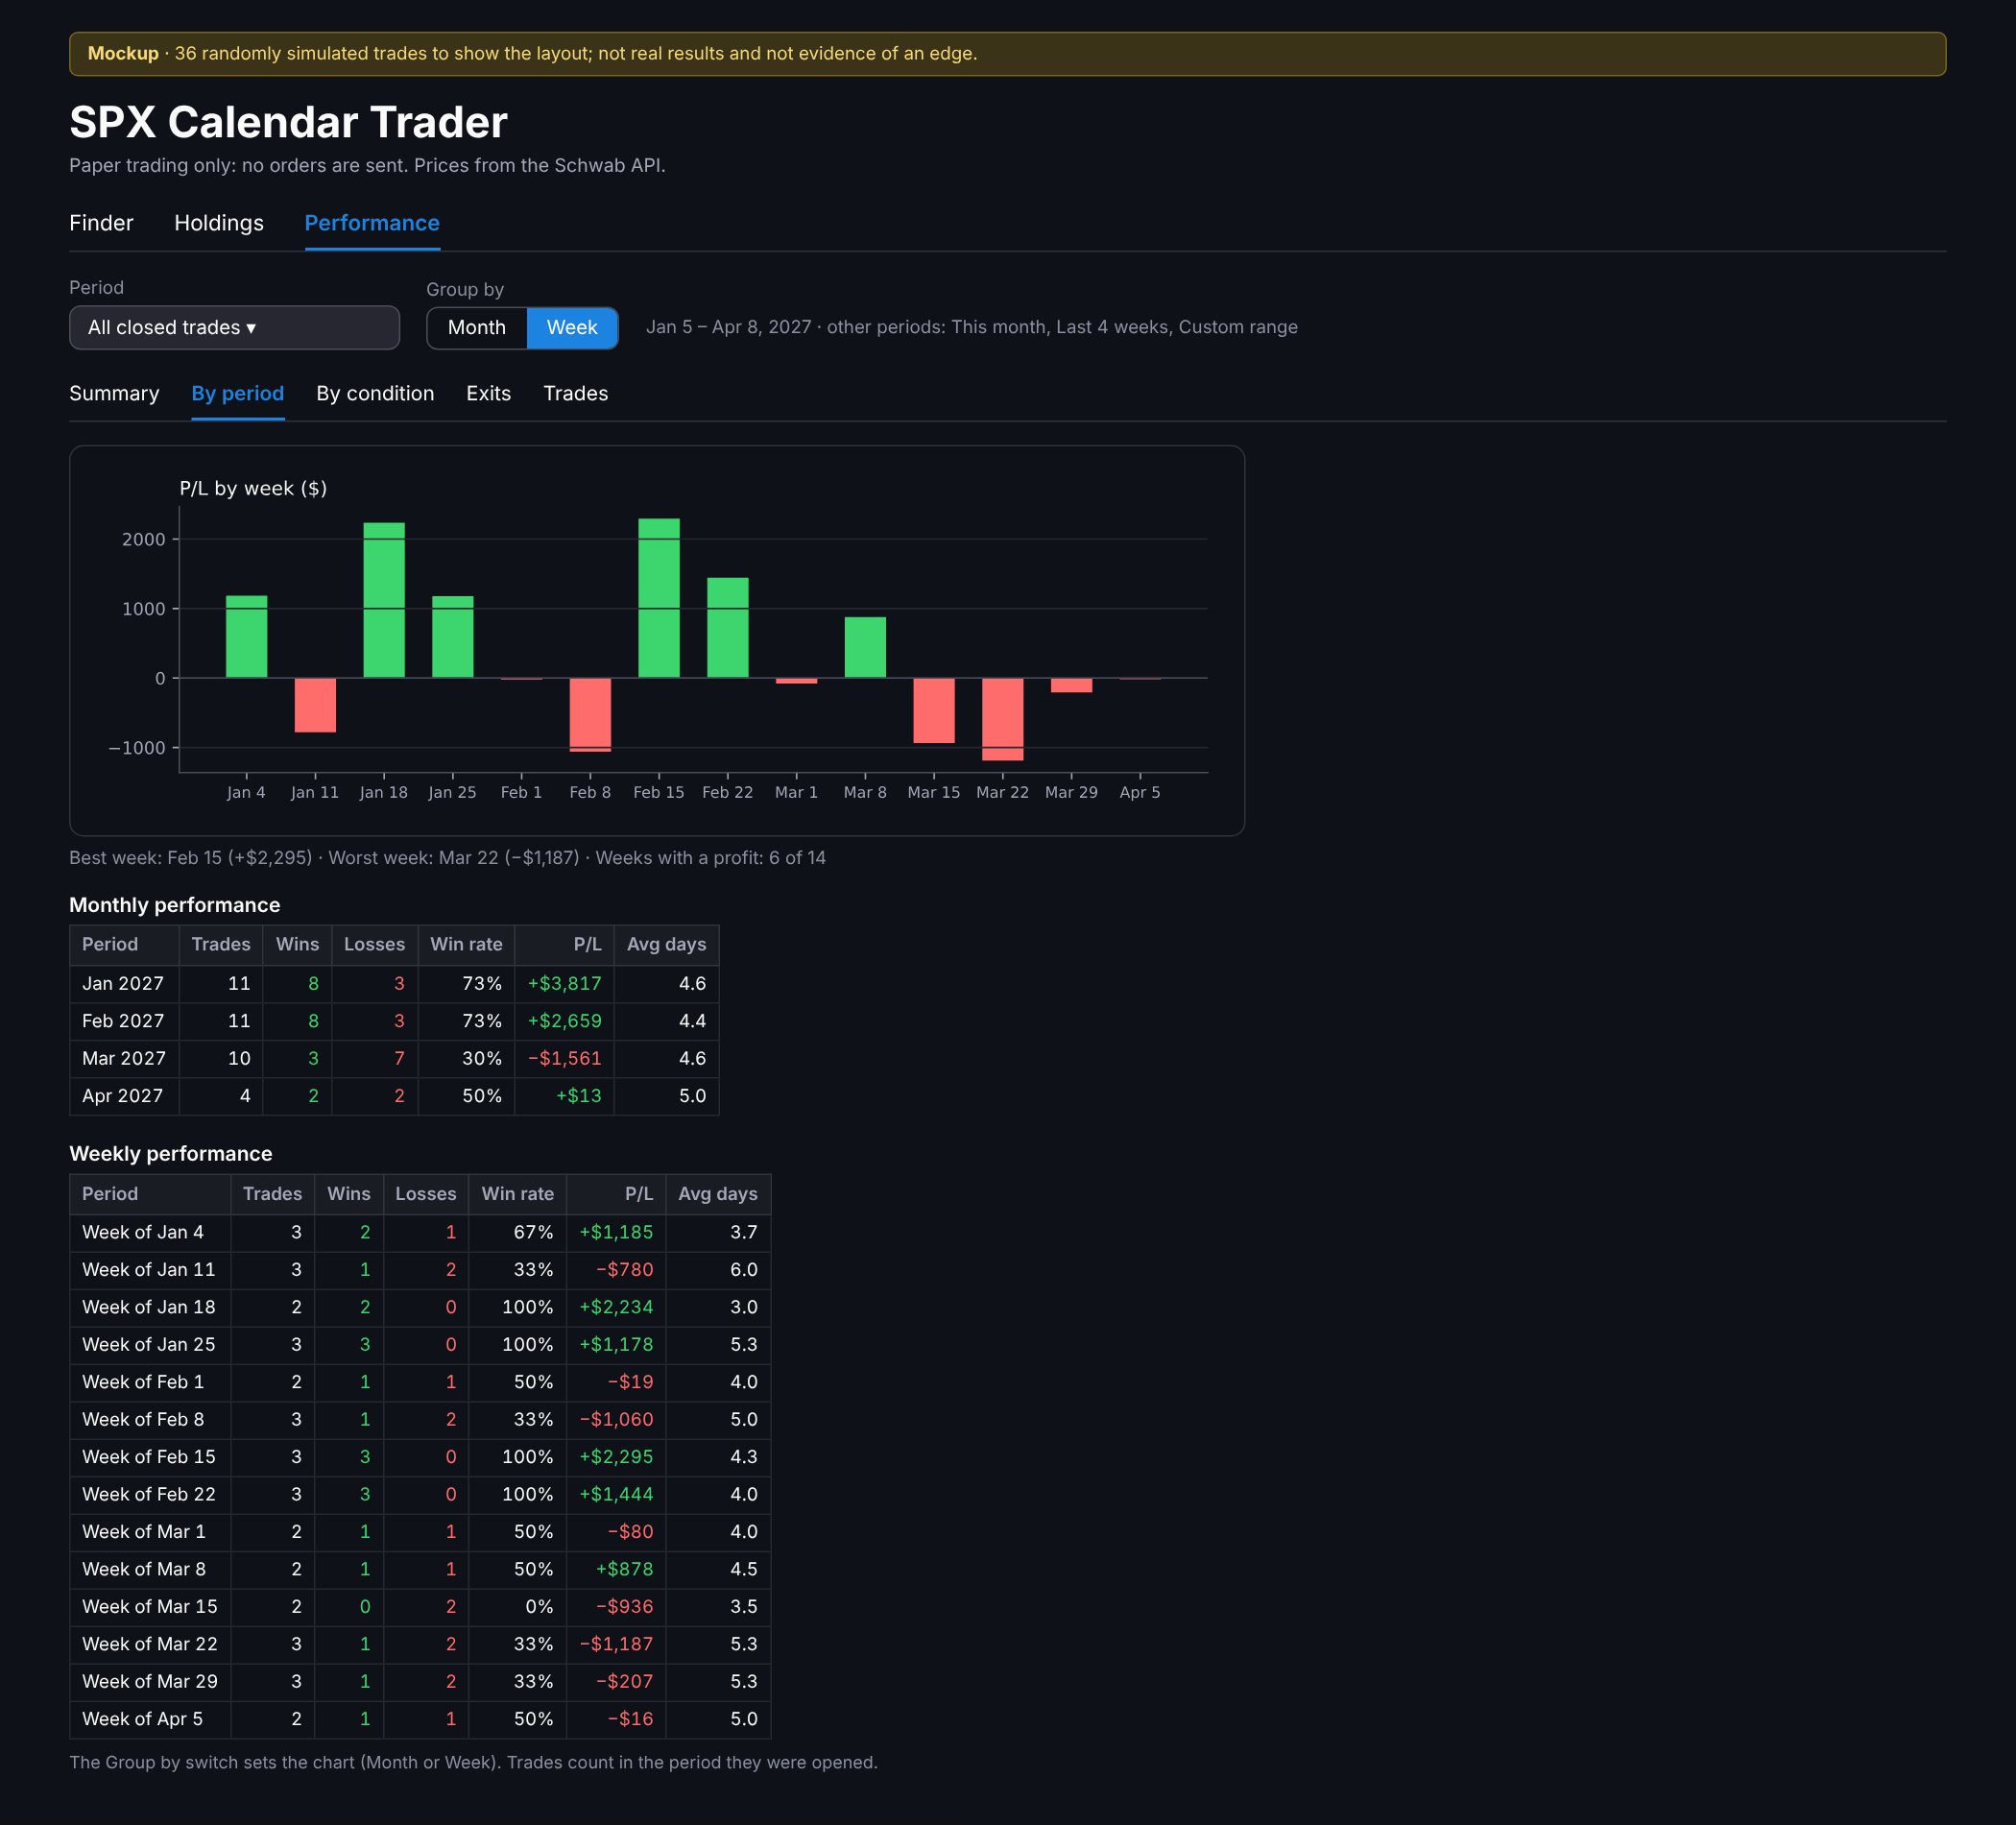 Mockup · 36 randomly simulated trades to show the layout; not real results and not evidence of an edge.
SPX Calendar Trader
Paper trading only: no orders are sent. Prices from the Schwab API.
Finder Holdings Performance
Period Group by
All closed trades ▾ Month Week Jan 5 – Apr 8, 2027 · other periods: This month, Last 4 weeks, Custom range
Summary By period By condition Exits Trades
P/L by week ($)
2000
1000
0
−1000
Jan 4 Jan 11 Jan 18 Jan 25 Feb 1 Feb 8 Feb 15 Feb 22 Mar 1 Mar 8 Mar 15 Mar 22 Mar 29 Apr 5
Best week: Feb 15 (+$2,295) · Worst week: Mar 22 (−$1,187) · Weeks with a profit: 6 of 14
Monthly performance
Period Trades Wins Losses Win rate P/L Avg days
Jan 2027 11 8 3 73% +$3,817 4.6
Feb 2027 11 8 3 73% +$2,659 4.4
Mar 2027 10 3 7 30% −$1,561 4.6
Apr 2027 4 2 2 50% +$13 5.0
Weekly performance
Period Trades Wins Losses Win rate P/L Avg days
Week of Jan 4 3 2 1 67% +$1,185 3.7
Week of Jan 11 3 1 2 33% −$780 6.0
Week of Jan 18 2 2 0 100% +$2,234 3.0
Week of Jan 25 3 3 0 100% +$1,178 5.3
Week of Feb 1 2 1 1 50% −$19 4.0
Week of Feb 8 3 1 2 33% −$1,060 5.0
Week of Feb 15 3 3 0 100% +$2,295 4.3
Week of Feb 22 3 3 0 100% +$1,444 4.0
Week of Mar 1 2 1 1 50% −$80 4.0
Week of Mar 8 2 1 1 50% +$878 4.5
Week of Mar 15 2 0 2 0% −$936 3.5
Week of Mar 22 3 1 2 33% −$1,187 5.3
Week of Mar 29 3 1 2 33% −$207 5.3
Week of Apr 5 2 1 1 50% −$16 5.0
The Group by switch sets the chart (Month or Week). Trades count in the period they were opened.